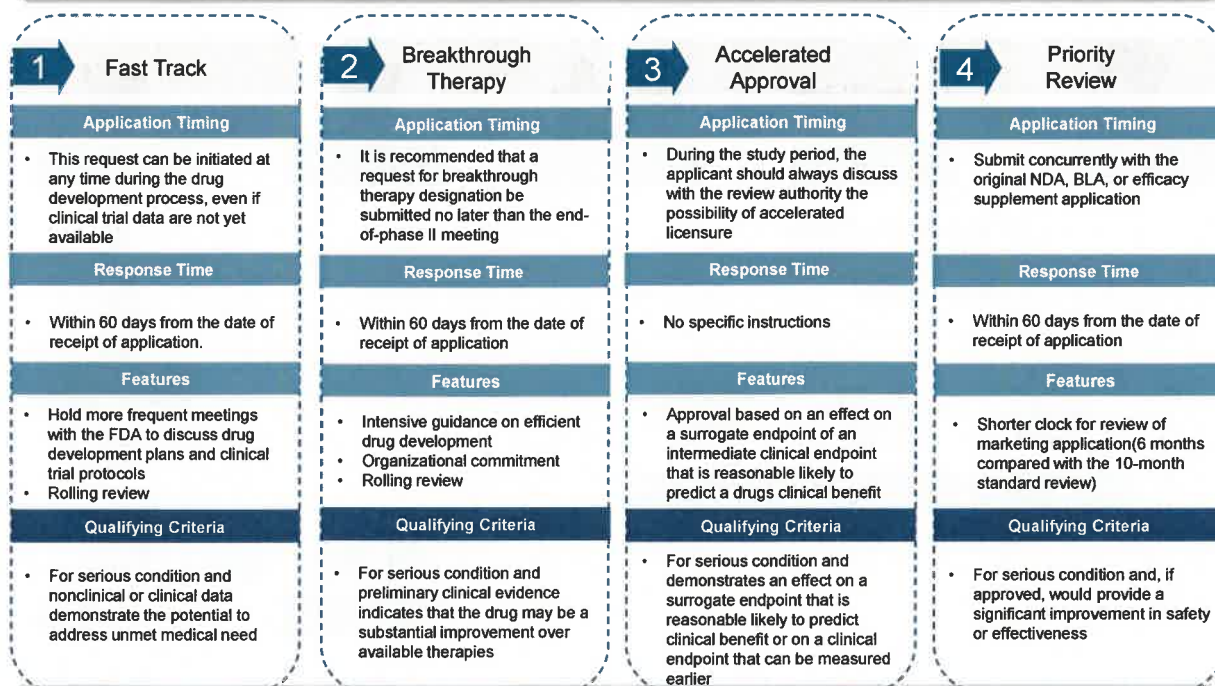 1
Fast Track
Application Timing
• This request can be initiated at
any time during the drug
development process, even if
clinical trial data are not yet
available
Response Time
• Within 60 days from the date of
receipt of application.
Features
• Hold more frequent meetings
with the FDA to discuss drug
development plans and clinical
trial protocols
• Rolling review
Qualifying Criteria
• For serious condition and
nonclinical or clinical data
demonstrate the potential to
address unmet medical need
2
Breakthrough
Therapy
Application Timing
• It is recommended that a
request for breakthrough
therapy designation be
submitted no later than the end-
of-phase II meeting
Response Time
• Within 60 days from the date of
receipt of application
Features
• Intensive guidance on efficient
drug development
• Organizational commitment
• Rolling review
Qualifying Criteria
• For serious condition and
preliminary clinical evidence
indicates that the drug may be a
substantial improvement over
available therapies
3
Accelerated
Approval
Application Timing
• During the study period, the
applicant should always discuss
with the review authority the
possibility of accelerated
licensure
Response Time
• No specific instructions
Features
• Approval based on an effect on
a surrogate endpoint of an
intermediate clinical endpoint
that is reasonable likely to
predict a drugs clinical benefit
Qualifying Criteria
• For serious condition and
demonstrates an effect on a
surrogate endpoint that is
reasonable likely to predict
clinical benefit or on a clinical
endpoint that can be measured
earlier
4
Priority
Review
Application Timing
• Submit concurrently with the
original NDA, BLA, or efficacy
supplement application
Response Time
• Within 60 days from the date of
receipt of application
Features
• Shorter clock for review of
marketing application(6 months
compared with the 10-month
standard review)
Qualifying Criteria
• For serious condition and, if
approved, would provide a
significant improvement in safety
or effectiveness